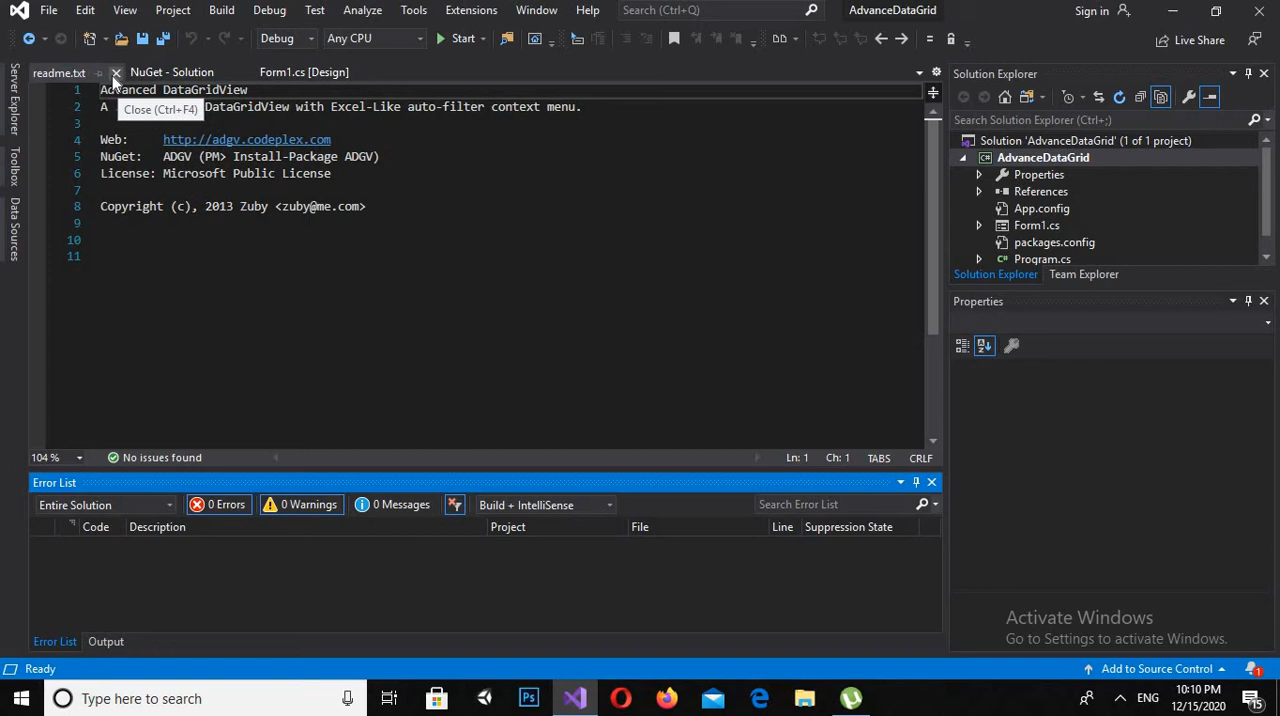 File Edit View Project Build Debug Test Analyze Tools Extensions Window Help Search (Ctrl+Q) AdvanceDataGrid Sign in
Debug Any CPU Start Live Share
readme.txt NuGet - Solution Form1.cs [Design]
Server Explorer
Toolbox
Data Sources
1 Advanced DataGridView
Close (Ctrl+F4)
2 A DataGridView with Excel-Like auto-filter context menu.
3
4 Web: http://adgv.codeplex.com
5 NuGet: ADGV (PM> Install-Package ADGV)
6 License: Microsoft Public License
7
8 Copyright (c), 2013 Zuby <zuby@me.com>
9
10
11
104 % No issues found Ln: 1 Ch: 1 TABS CRLF
Error List
Entire Solution 0 Errors 0 Warnings 0 Messages Build + IntelliSense Search Error List
Code Description Project File Line Suppression State
Error List Output
Solution Explorer
Search Solution Explorer (Ctrl+;)
Solution 'AdvanceDataGrid' (1 of 1 project)
C# AdvanceDataGrid
Properties
References
App.config
Form1.cs
packages.config
Program.cs
Solution Explorer Team Explorer
Properties
Activate Windows
Go to Settings to activate Windows.
Ready Add to Source Control 1
Type here to search Ps ENG 10:10 PM 15
12/15/2020